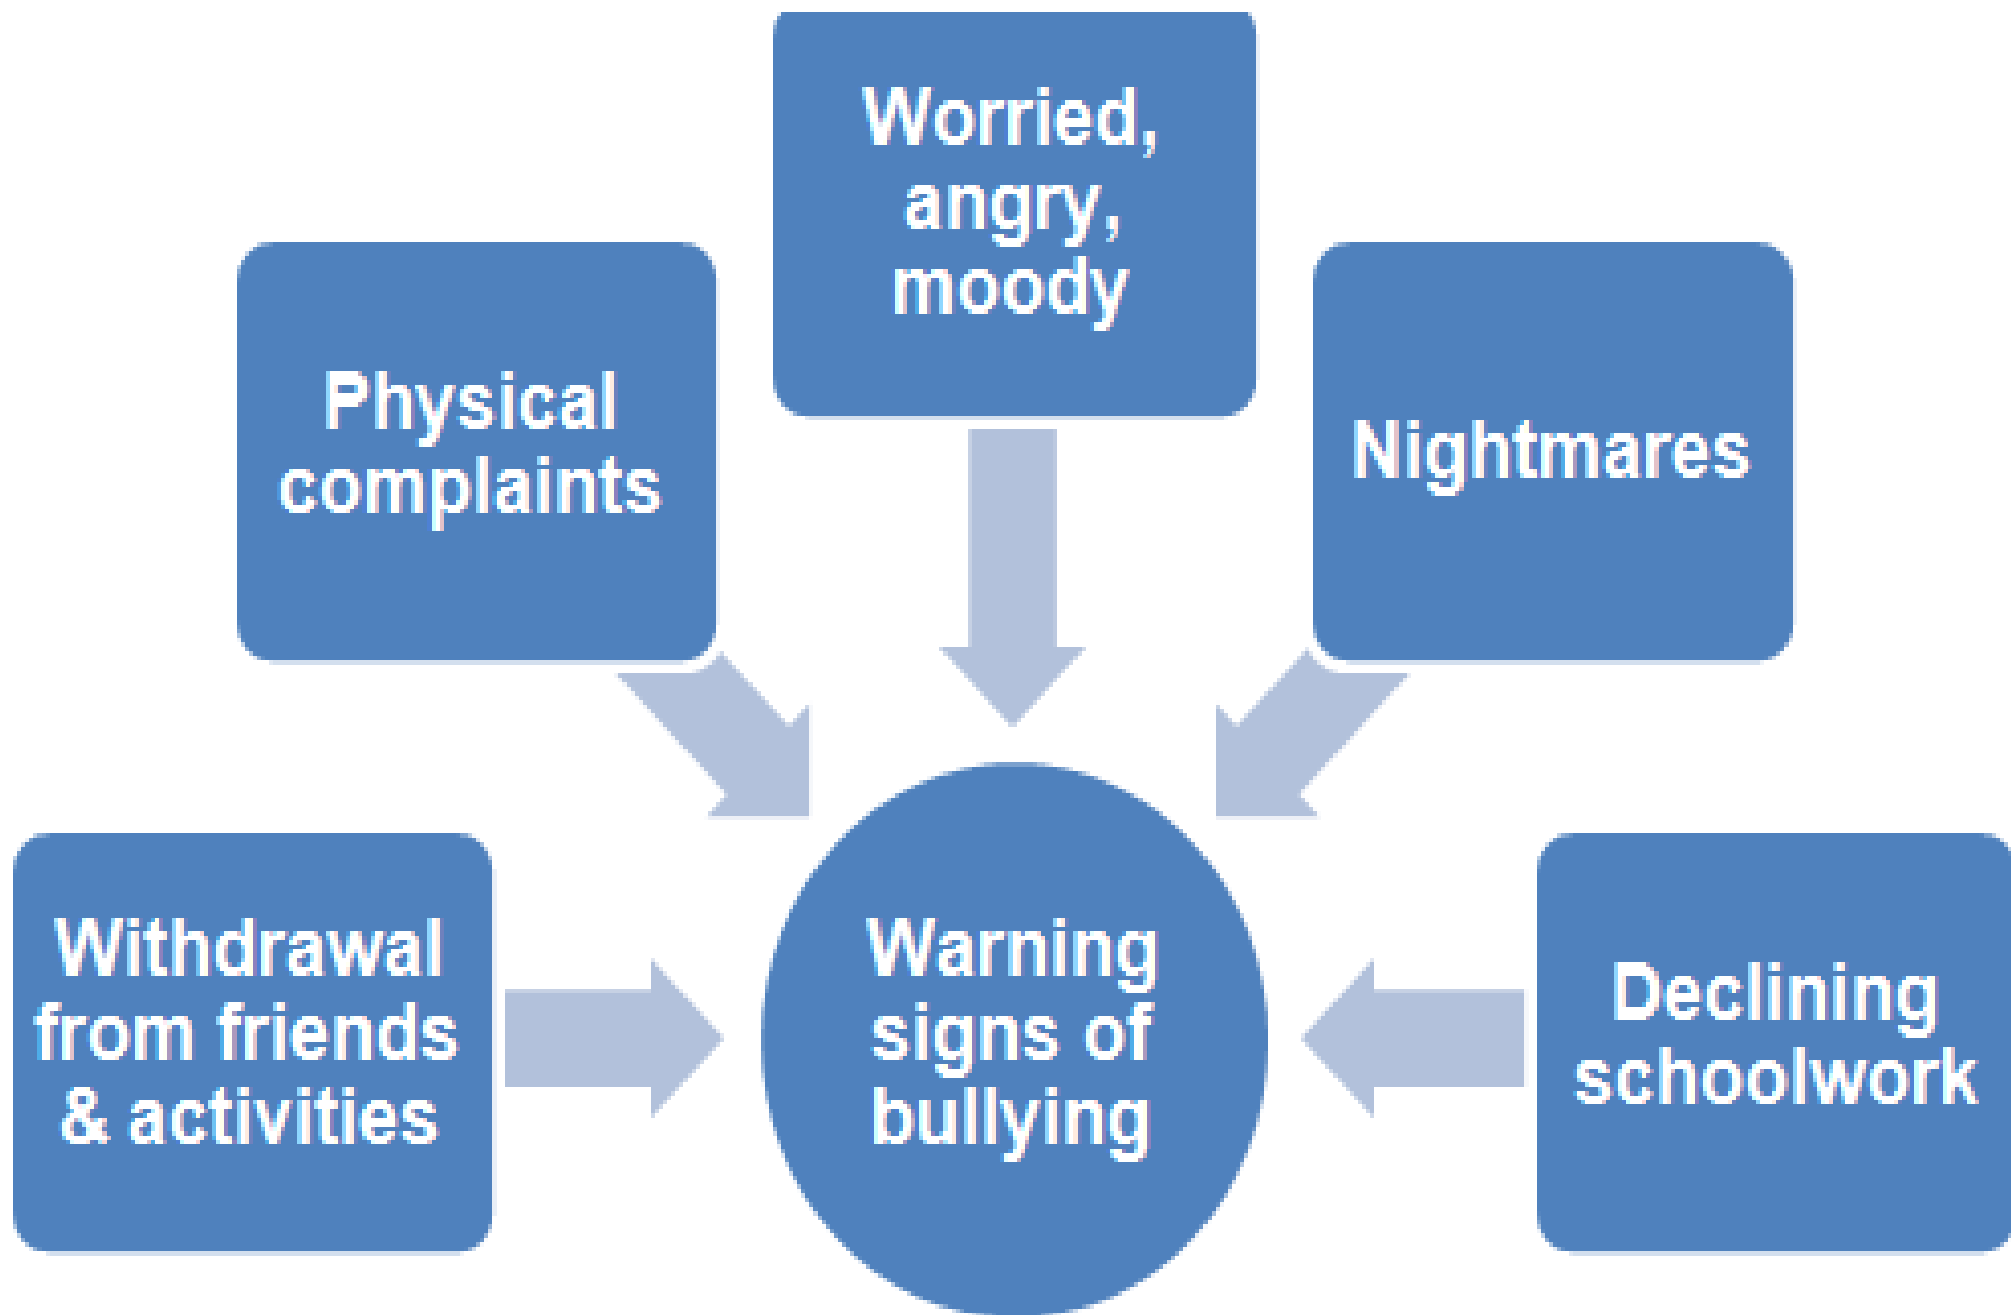 Worried,
angry,
moody
Physical
complaints
Nightmares
Withdrawal
from friends
& activities
Warning
signs of
bullying
Declining
schoolwork